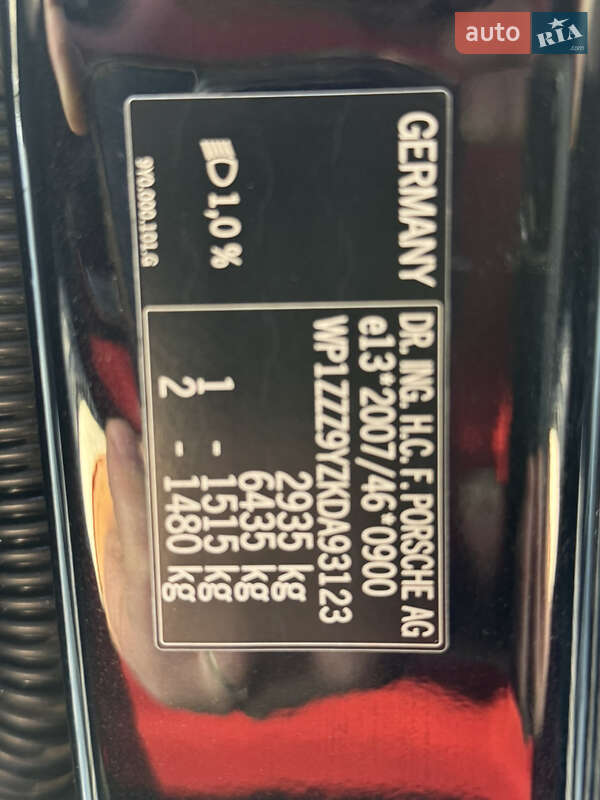 auto RIA.com
GERMANY
1,0 %
9Y0.000.101.G
DR. ING. H.C. F. PORSCHE AG
e13*2007/46*0900
WP1ZZZ9YZKDA93123
2935 kg
6435 kg
1 - 1515 kg
2 - 1480 kg